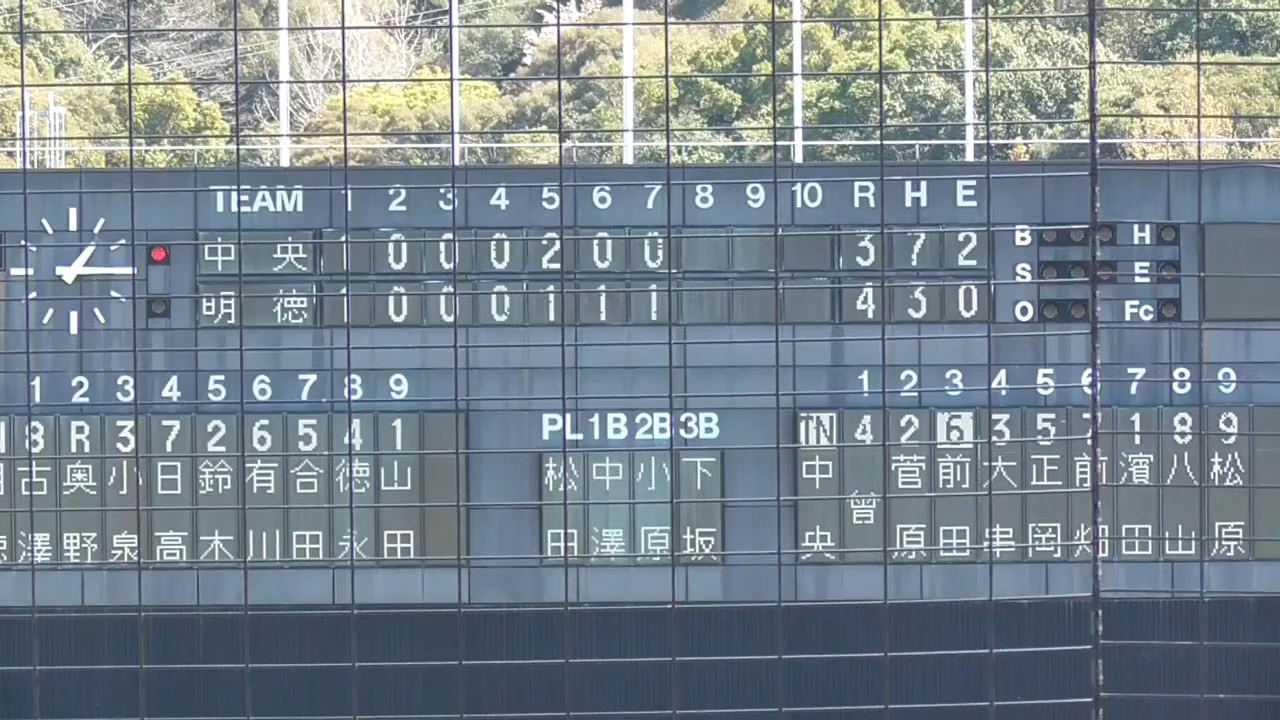 TEAM 1 2 3 4 5 6 7 8 9 10 R H E
中央 1 0 0 0 2 0 0 3 7 2
明徳 1 0 0 0 1 1 1 4 3 0
B H
S E
O Fc
1 2 3 4 5 6 7 8 9
8 R 3 7 2 6 5 4 1
古澤 奥野 小泉 日高 鈴木 有川 合田 徳永 山田
PL 1B 2B 3B
松田 中澤 小原 下坂
1 2 3 4 5 6 7 8 9
IN 4 2 6 3 5 7 1 8 9
中央 曾 菅原 前田 大串 正岡 前畑 濱田 八山 松原